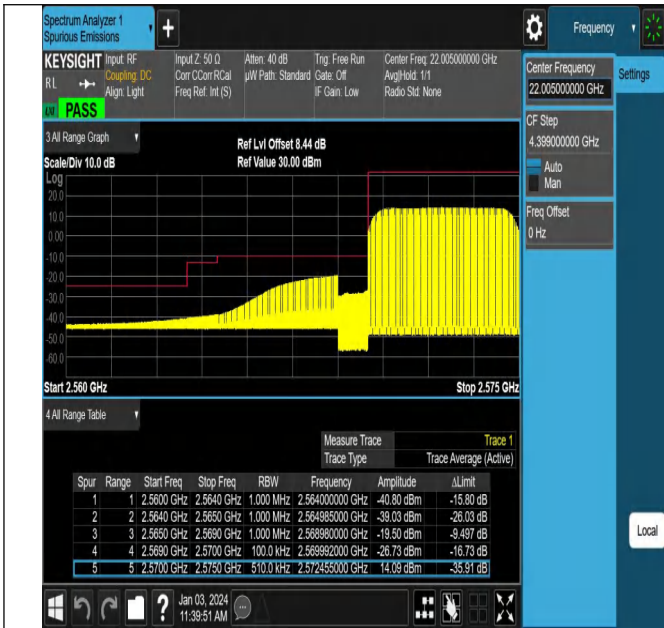 Spectrum Analyzer 1
Spurious Emissions
Frequency
KEYSIGHT Input: RF Input Z: 50 Ω Atten: 40 dB Trig: Free Run Center Freq: 22.005000000 GHz
RL Coupling: DC Corr CCorr RCal µW Path: Standard Gate: Off Avg|Hold: 1/1
Align: Light Freq Ref: Int (S) IF Gain: Low Radio Std: None
PASS
Center Frequency
22.005000000 GHz
Settings
CF Step
4.399000000 GHz
Auto
Man
Freq Offset
0 Hz
3 All Range Graph
Ref Lvl Offset 8.44 dB
Scale/Div 10.0 dB Ref Value 30.00 dBm
Log
20.0
10.0
0.00
-10.0
-20.0
-30.0
-40.0
-50.0
-60.0
Start 2.560 GHz Stop 2.575 GHz
4 All Range Table
Measure Trace Trace 1
Trace Type Trace Average (Active)
Spur Range Start Freq Stop Freq RBW Frequency Amplitude ΔLimit
1 1 2.5600 GHz 2.5640 GHz 1.000 MHz 2.564000000 GHz -40.80 dBm -15.80 dB
2 2 2.5640 GHz 2.5650 GHz 1.000 MHz 2.564985000 GHz -39.03 dBm -26.03 dB
3 3 2.5650 GHz 2.5690 GHz 1.000 MHz 2.568980000 GHz -19.50 dBm -9.497 dB
4 4 2.5690 GHz 2.5700 GHz 100.0 kHz 2.569992000 GHz -26.73 dBm -16.73 dB
5 5 2.5700 GHz 2.5750 GHz 510.0 kHz 2.572455000 GHz 14.09 dBm -35.91 dB
Local
Jan 03, 2024
11:39:51 AM